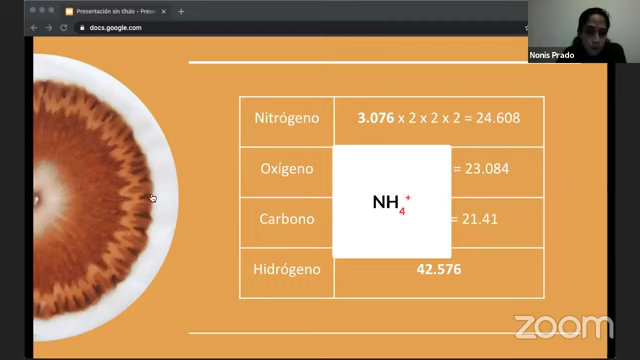 Presentación sin título - Presen
docs.google.com
Nonis Prado
Nitrógeno 3.076 x 2 x 2 x 2 = 24.608
Oxígeno = 23.084
NH4+
Carbono = 21.41
Hidrógeno 42.576
zoom